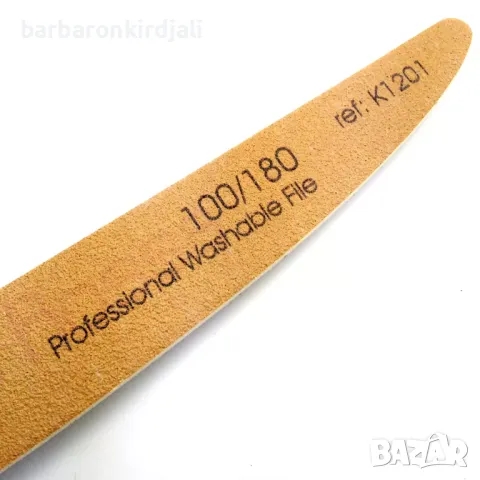 barbaronkirdjali
ref: K1201
100/180
Professional Washable File
BAZAR